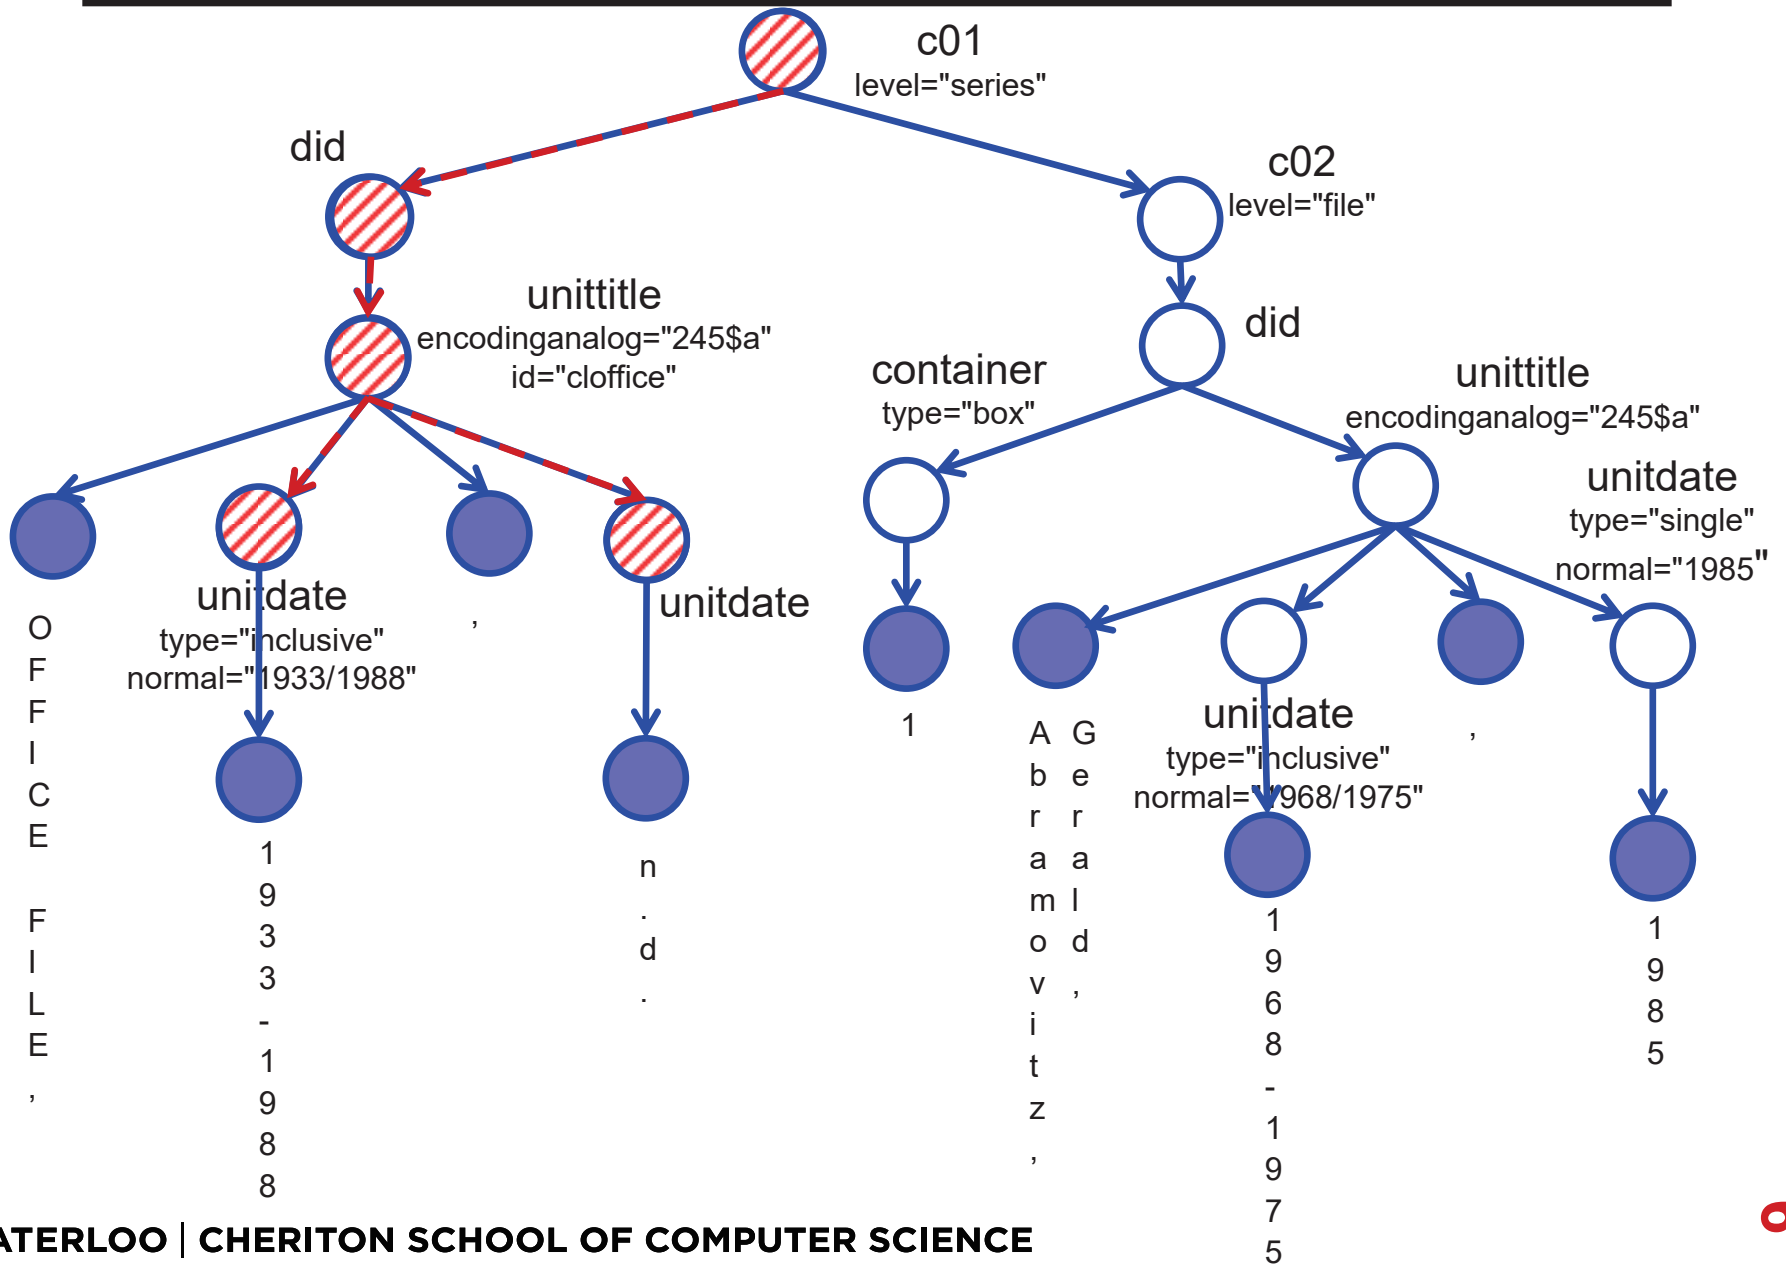 c01
level="series"
did
c02
level="file"
unittitle
encodinganalog="245$a"
id="cloffice"
did
container
type="box"
unittitle
encodinganalog="245$a"
unitdate
type="single"
normal="1985"
unitdate
type="inclusive"
normal="1933/1988"
,
unitdate
OFFICE FILE,
1933-1988
n.d.
1
Abramovitz,
Gerald,
unitdate
type="inclusive"
normal="1968/1975"
,
1968-1975
1985
ATERLOO | CHERITON SCHOOL OF COMPUTER SCIENCE